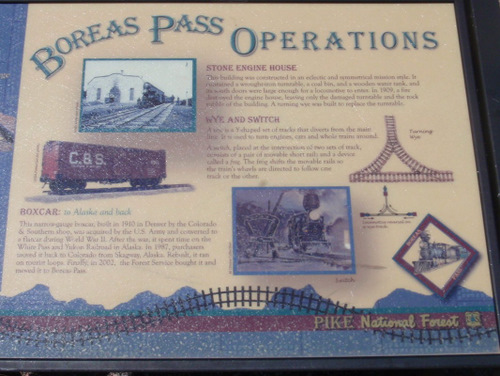 BOREAS PASS OPERATIONS
STONE ENGINE HOUSE
This building was constructed in an eclectic and symmetrical mission style. It
contained a wrought-iron turntable, a coal bin, and a wooden water tank, and
its south doors were large enough for a locomotive to enter. In 1909, a fire
destroyed the engine house, leaving only the damaged turntable and the rock
of the building. A turning wye was built to replace the turntable.
WYE AND SWITCH
A wye is a Y-shaped set of tracks that diverts from the main
line. It is used to turn engines, cars and whole trains around.
A switch, placed at the intersection of two sets of track,
consists of a pair of movable short rails and a device
called a frog. The frog shifts the movable rails so
the train's wheels are directed to follow one
track or the other.
Turning
Wye
C.&S.
BOXCAR: to Alaska and back
This narrow-gauge boxcar, built in 1910 in Denver by the Colorado
& Southern shop, was acquired by the U.S. Army and converted to
a flatcar during World War II. After the war, it spent time on the
White Pass and Yukon Railroad in Alaska. In 1987, purchasers
moved it back to Colorado from Skagway, Alaska. Rebuilt, it ran
on tourist loops. Finally, in 2002, the Forest Service bought it and
moved it to Boreas Pass.
PIKE National Forest